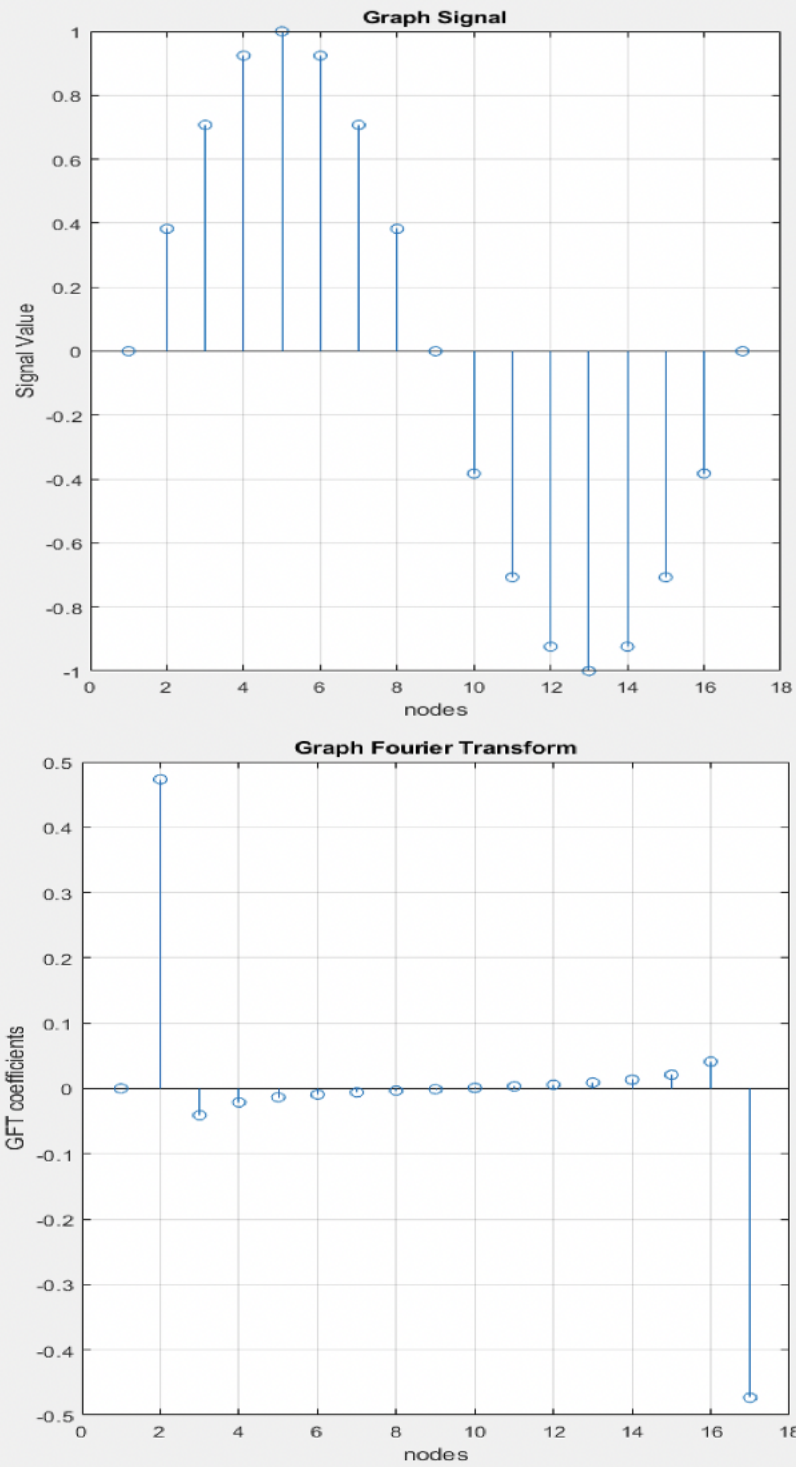 Graph Signal
1
0.8
0.6
0.4
0.2
0
-0.2
-0.4
-0.6
-0.8
-1
Signal Value
0 2 4 6 8 10 12 14 16 18
nodes
Graph Fourier Transform
0.5
0.4
0.3
0.2
0.1
0
-0.1
-0.2
-0.3
-0.4
-0.5
GFT coefficients
0 2 4 6 8 10 12 14 16 18
nodes